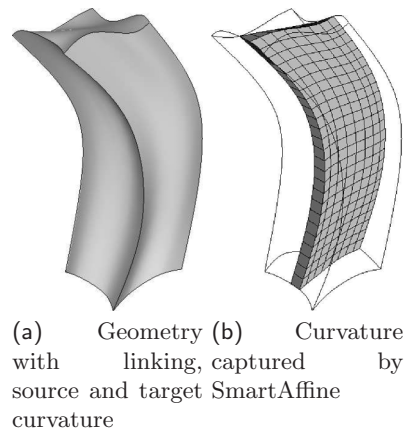 (a) Geometry with linking, source and target curvature
(b) Curvature captured by SmartAffine